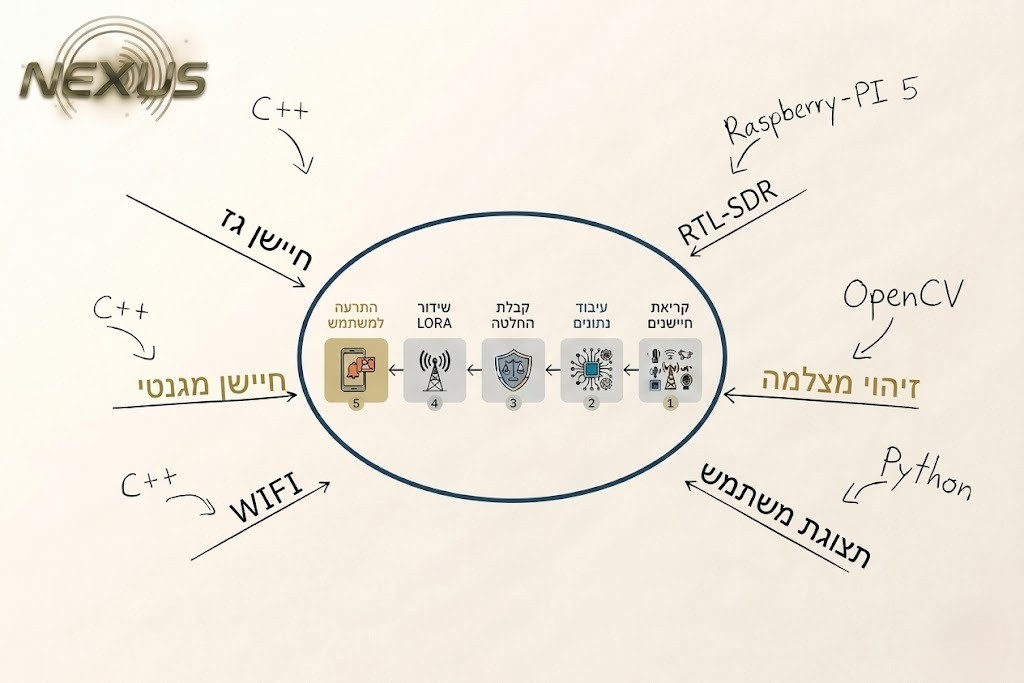 NEXUS
C++
Raspberry-PI 5
חיישן גז
RTL-SDR
C++
OpenCV
חיישן מגנטי
זיהוי מצלמה
C++
Python
WIFI
תצוגת משתמש
קריאת
חיישנים
1
עיבוד
נתונים
2
קבלת
החלטה
3
שידור
LORA
4
התרעה
למשתמש
5